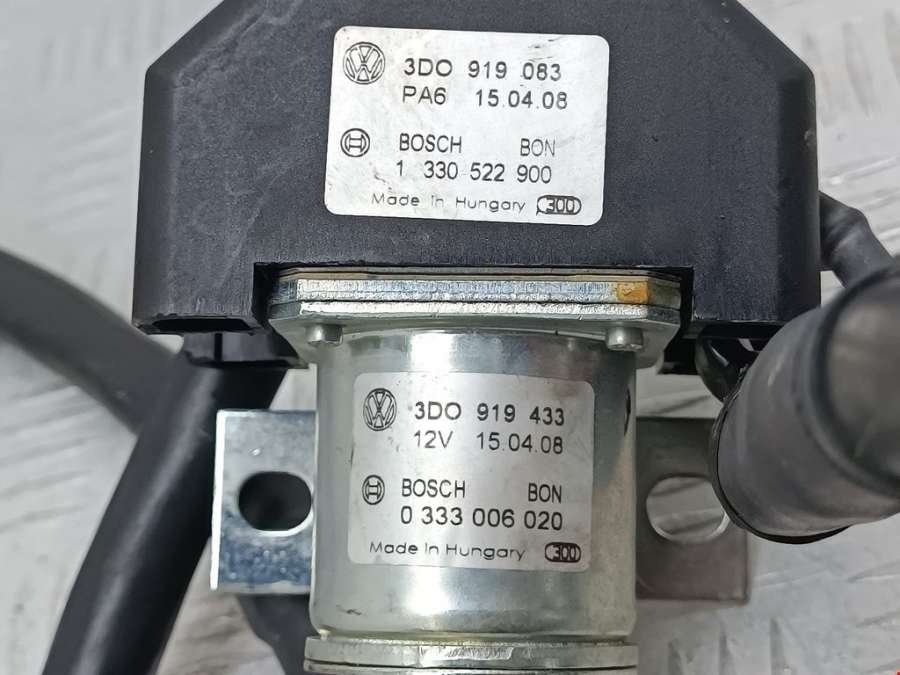 3D0 919 083
PA6 15.04.08
BOSCH BON
1 330 522 900
Made in Hungary 300
3D0 919 433
12V 15.04.08
BOSCH BON
0 333 006 020
Made in Hungary 300